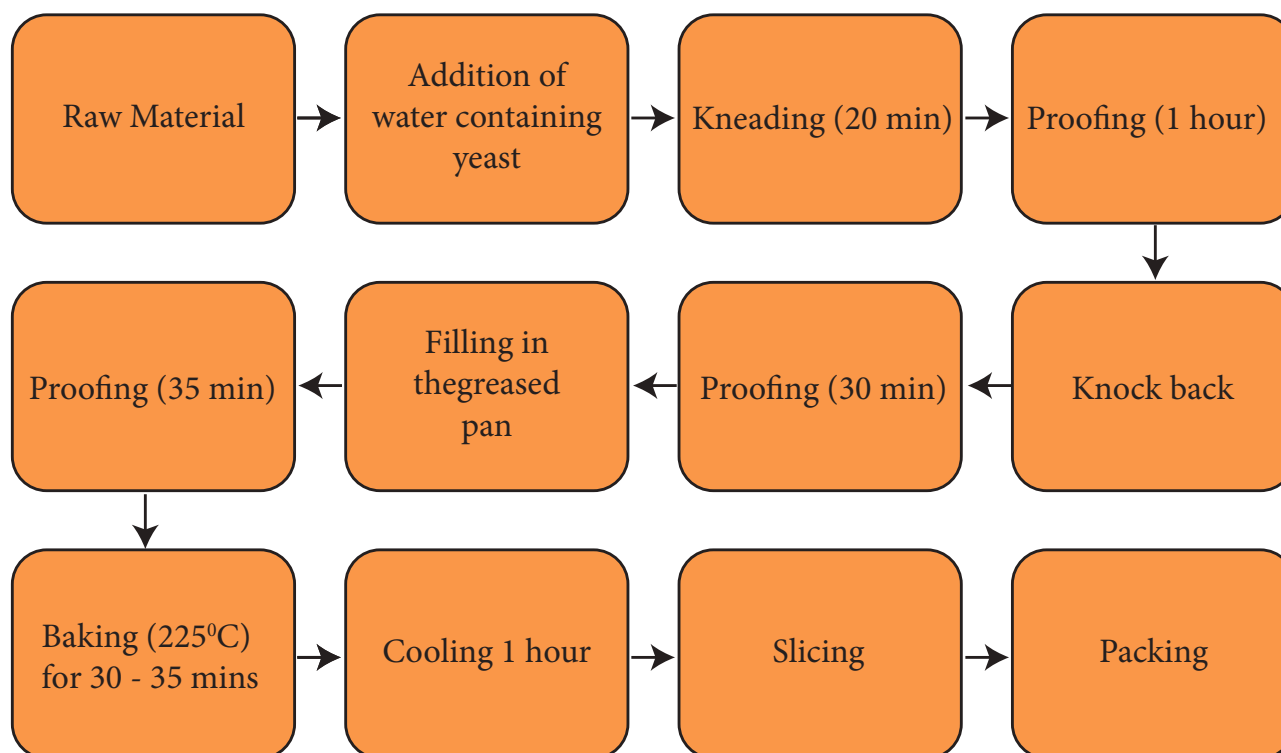 Raw Material
Addition of
water containing
yeast
Kneading (20 min)
Proofing (1 hour)
Knock back
Proofing (30 min)
Filling in
thegreased
pan
Proofing (35 min)
Baking (225⁰C)
for 30 - 35 mins
Cooling 1 hour
Slicing
Packing